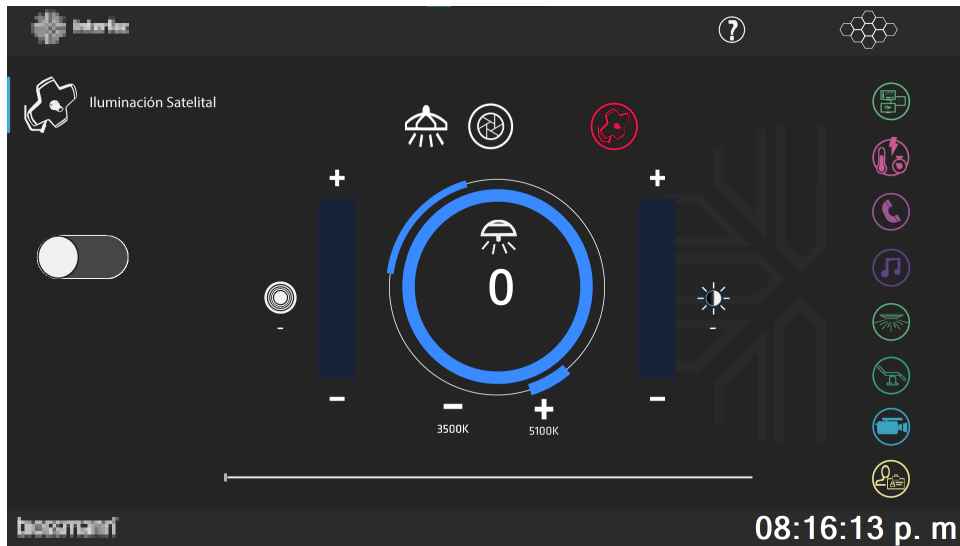 ?
Iluminación Satelital
+
+
0
-
-
−
−
+
−
3500K
5100K
08:16:13 p. m